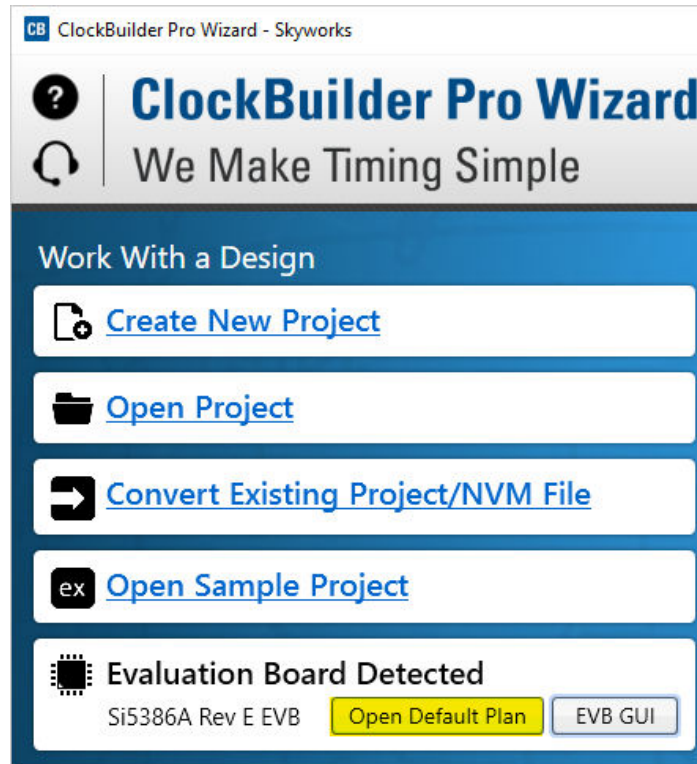 CB ClockBuilder Pro Wizard - Skyworks
?
ClockBuilder Pro Wizard
We Make Timing Simple
Work With a Design
Create New Project
Open Project
Convert Existing Project/NVM File
ex Open Sample Project
Evaluation Board Detected
Si5386A Rev E EVB Open Default Plan EVB GUI